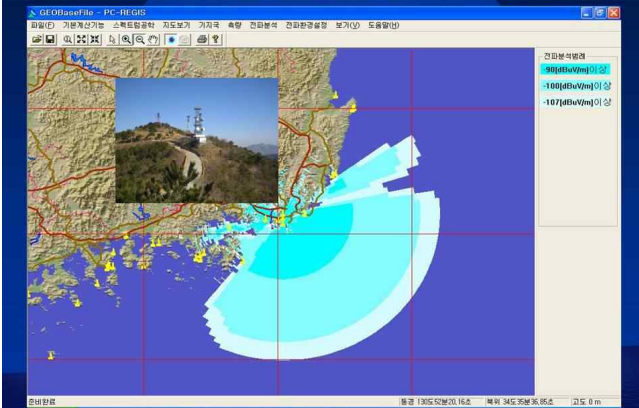 GEOBaseFile - PC-REGIS
파일(F) 기본계산기능 스펙트럼공학 지도보기 기지국 측량 전파분석 전파환경설정 보기(V) 도움말(H)
전파분석범례
-90[dBuV/m]이상
-100[dBuV/m]이상
-107[dBuV/m]이상
준비완료
동경 130도52분20,16초 북위 34도35분36,85초 고도 0 m